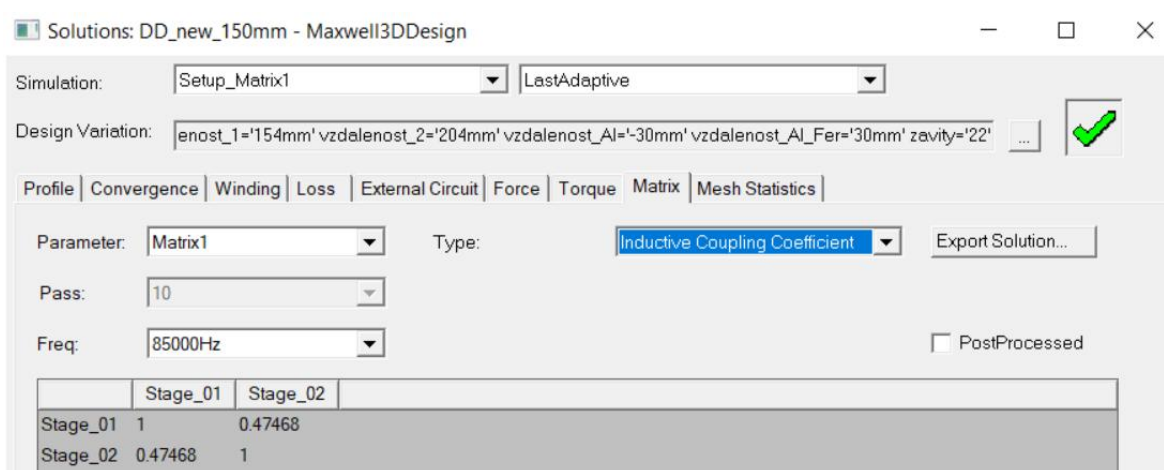 Solutions: DD_new_150mm - Maxwell3DDesign
Simulation: Setup_Matrix1 LastAdaptive
Design Variation: enost_1='154mm' vzdalenost_2='204mm' vzdalenost_Al='-30mm' vzdalenost_Al_Fer='30mm' zavity='22' ...
Profile Convergence Winding Loss External Circuit Force Torque Matrix Mesh Statistics
Parameter: Matrix1 Type: Inductive Coupling Coefficient Export Solution...
Pass: 10
Freq: 85000Hz PostProcessed
Stage_01 Stage_02
Stage_01 1 0.47468
Stage_02 0.47468 1